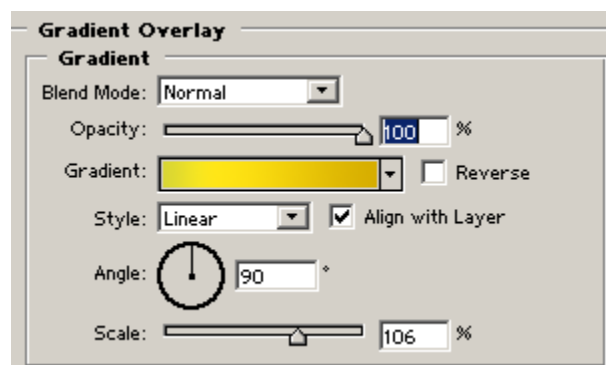 Gradient Overlay
Gradient
Blend Mode: Normal
Opacity: 100 %
Gradient: Reverse
Style: Linear Align with Layer
Angle: 90 °
Scale: 106 %